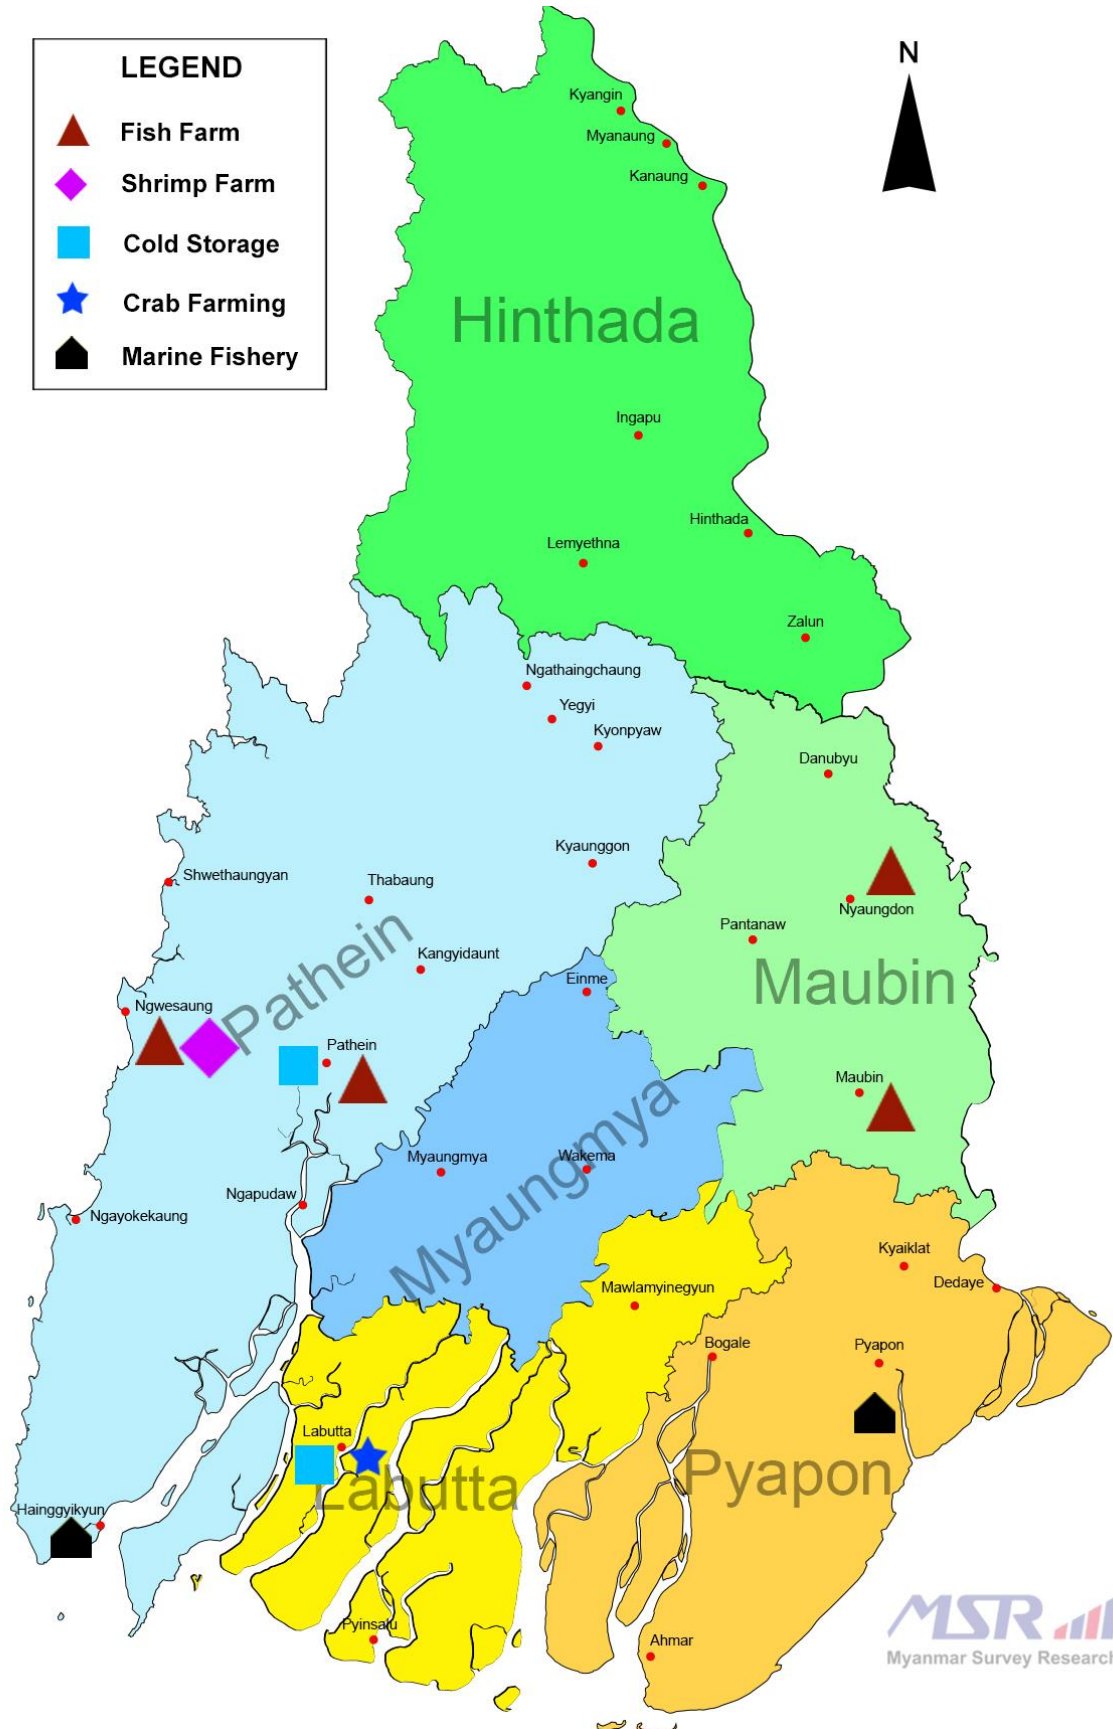 LEGEND
Fish Farm
Shrimp Farm
Cold Storage
Crab Farming
Marine Fishery
N
Kyangin
Myanaung
Kanaung
Hinthada
Ingapu
Hinthada
Lemyethna
Zalun
Ngathaingchaung
Yegyi
Kyonpyaw
Danubyu
Kyaunggon
Shwethaungyan
Thabaung
Nyaungdon
Pantanaw
Pathein
Kangyidaunt
Maubin
Einme
Ngwesaung
Pathein
Maubin
Myaungmya
Wakema
Myaungmya
Ngapudaw
Ngayokekaung
Kyaiklat
Dedaye
Mawlamyinegyun
Bogale
Pyapon
Labutta
Labutta
Pyapon
Hainggyikyun
Pyinsalu
Ahmar
MSR
Myanmar Survey Research